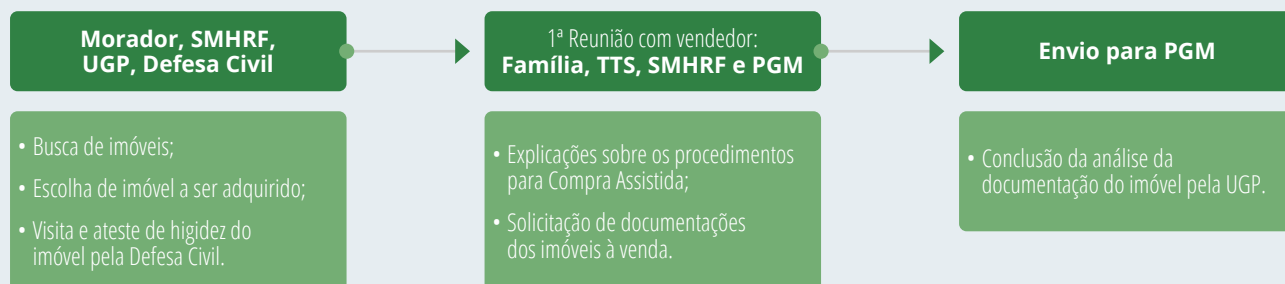 Morador, SMHRF,
UGP, Defesa Civil
• Busca de imóveis;
• Escolha de imóvel a ser adquirido;
• Visita e ateste de higidez do
imóvel pela Defesa Civil.
1ª Reunião com vendedor:
Família, TTS, SMHRF e PGM
• Explicações sobre os procedimentos
para Compra Assistida;
• Solicitação de documentações
dos imóveis à venda.
Envio para PGM
• Conclusão da análise da
documentação do imóvel pela UGP.